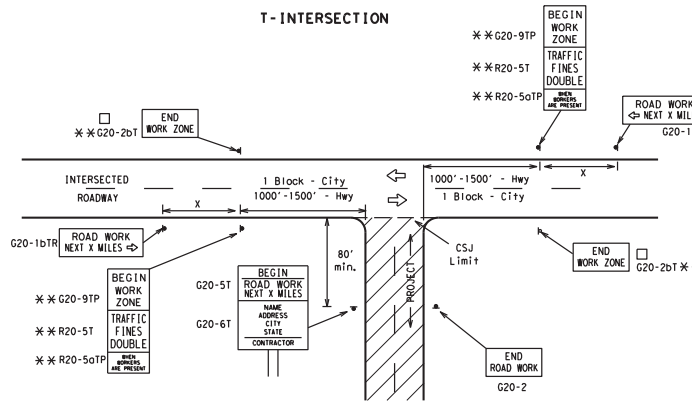 T-INTERSECTION
BEGIN
WORK
ZONE
TRAFFIC
FINES
DOUBLE
WHEN
WORKERS
ARE PRESENT
* * G20-9TP
* * R20-5T
* * R20-5aTP
ROAD WORK
⇦ NEXT X MILES
G20-1
END
WORK ZONE
□
* * G20-2bT
INTERSECTED
ROADWAY
1 Block - City
1000'-1500' - Hwy
1000'-1500' - Hwy
1 Block - City
X
X
G20-1bTR
ROAD WORK
NEXT X MILES ⇨
BEGIN
WORK
ZONE
TRAFFIC
FINES
DOUBLE
WHEN
WORKERS
ARE PRESENT
* * G20-9TP
* * R20-5T
* * R20-5aTP
80'
min.
G20-5T
G20-6T
BEGIN
ROAD WORK
NEXT X MILES
NAME
ADDRESS
CITY
STATE
CONTRACTOR
PROJECT
CSJ
Limit
END
WORK ZONE
□
G20-2bT *
END
ROAD WORK
G20-2